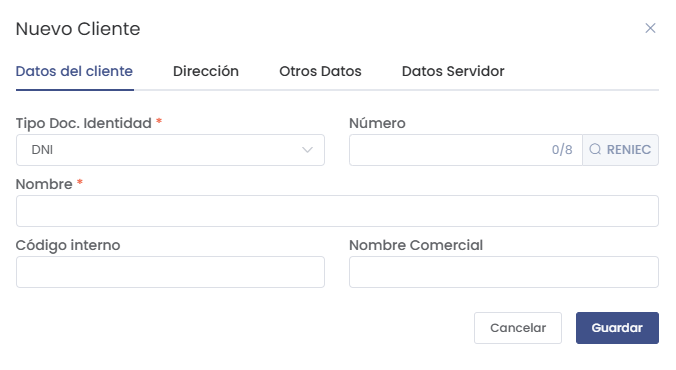 Nuevo Cliente
Datos del cliente Dirección Otros Datos Datos Servidor
Tipo Doc. Identidad * Número
DNI 0/8 RENIEC
Nombre *
Código interno Nombre Comercial
Cancelar Guardar